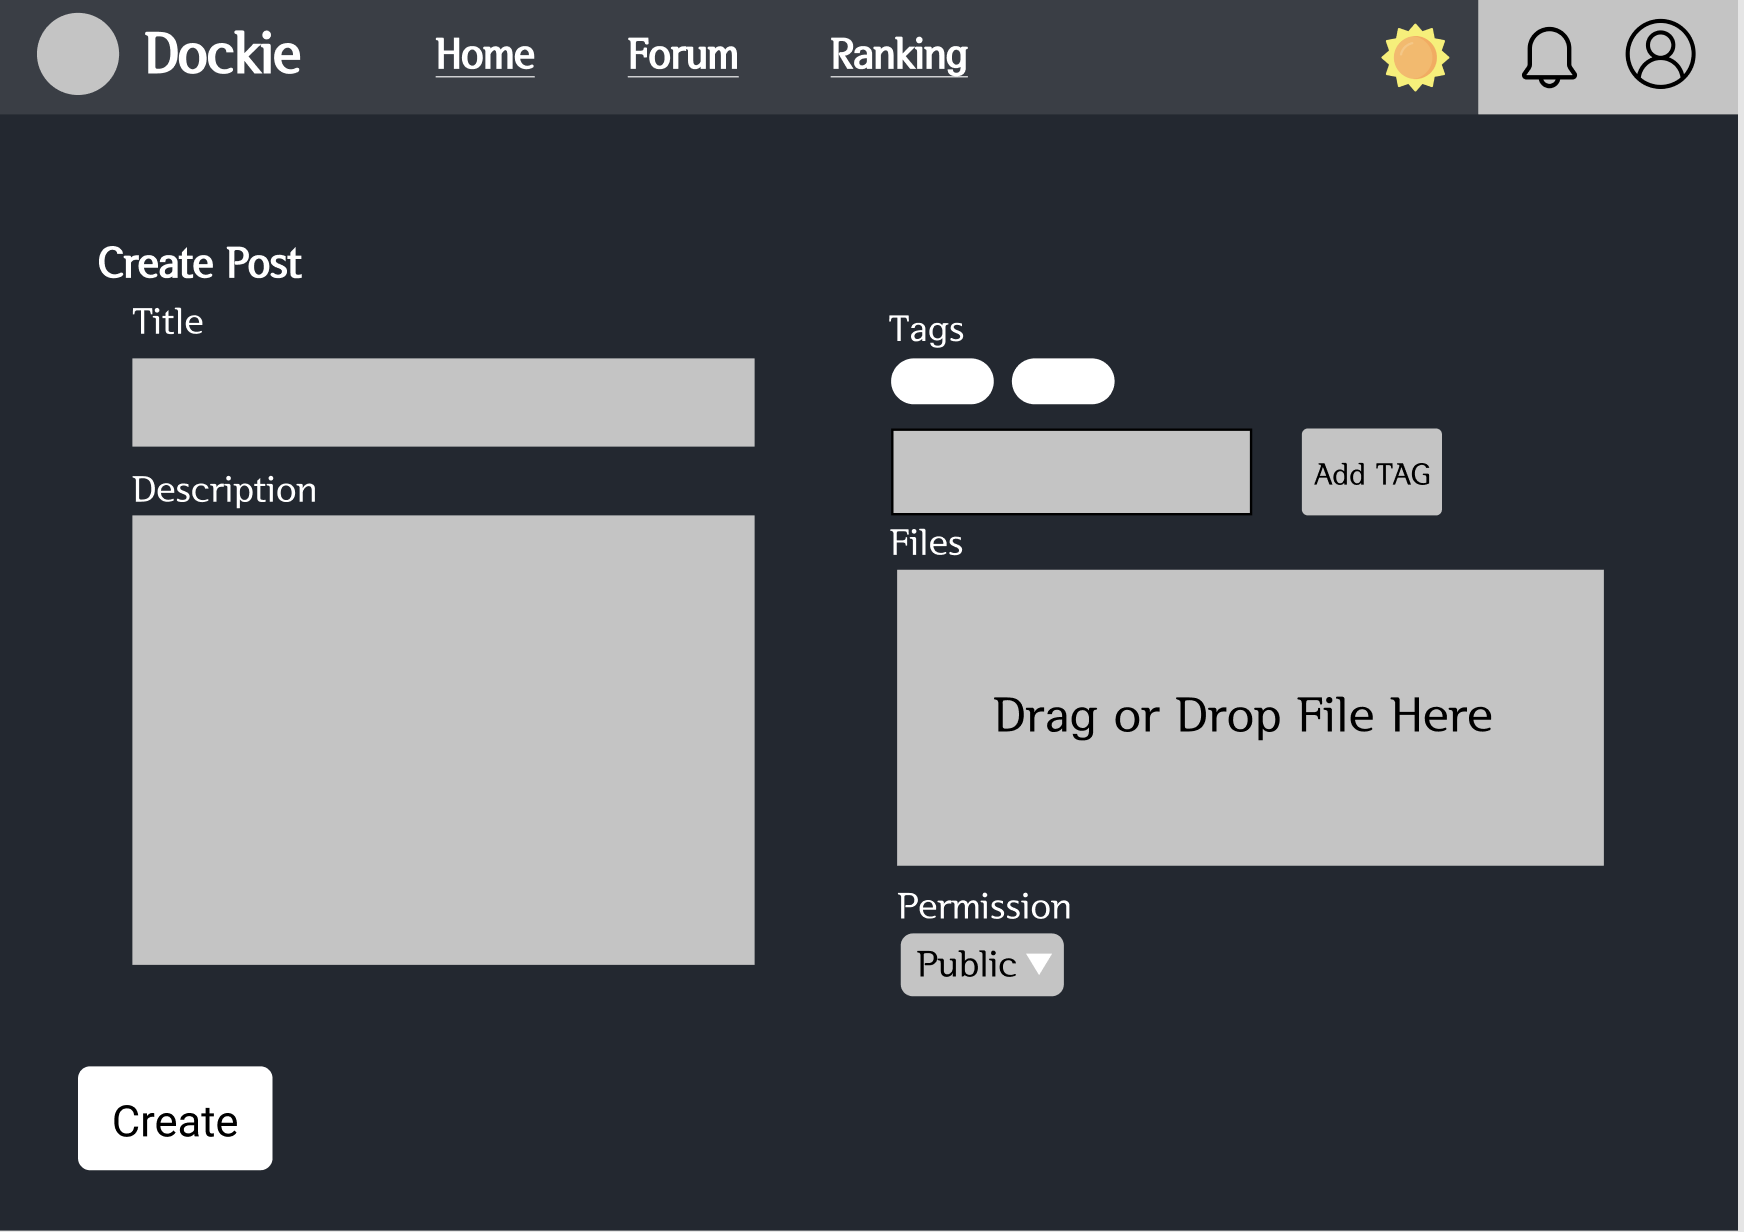 Dockie
Home
Forum
Ranking
Create Post
Title
Description
Tags
Add TAG
Files
Drag or Drop File Here
Permission
Public
Create